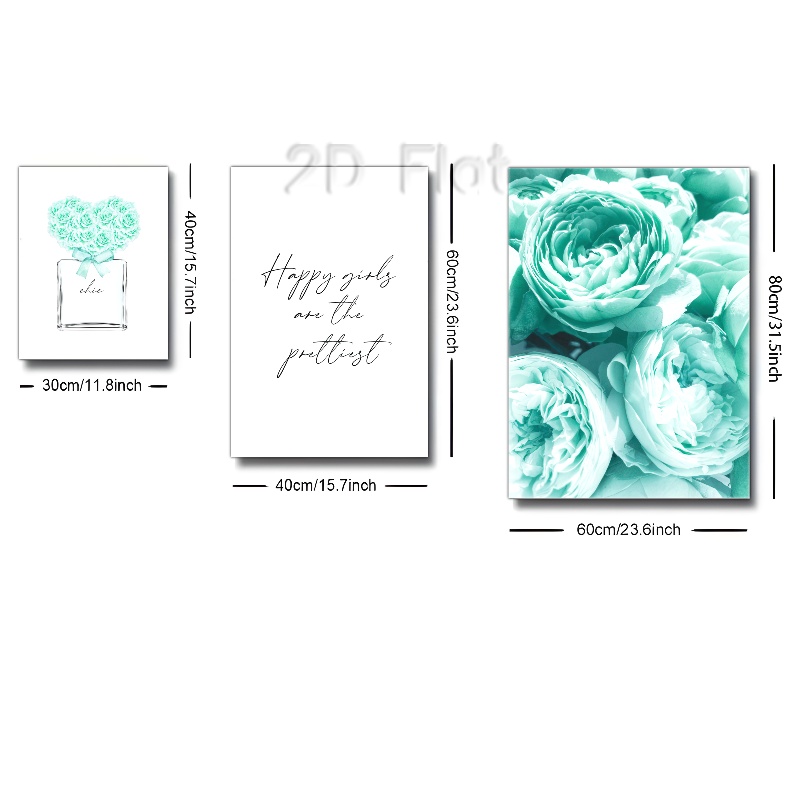 2D Flat
chic
40cm/15.7inch
30cm/11.8inch
Happy girls
are the
prettiest
60cm/23.6inch
40cm/15.7inch
80cm/31.5inch
60cm/23.6inch